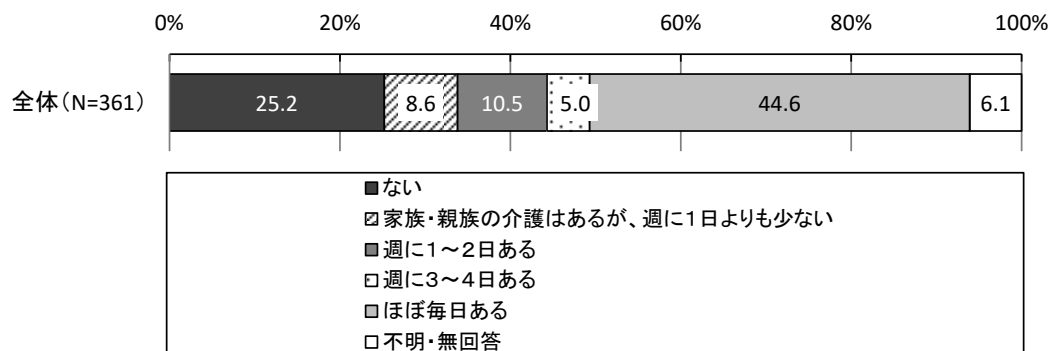 0% 20% 40% 60% 80% 100%
全体(N=361) 25.2 8.6 10.5 5.0 44.6 6.1
ない
家族・親族の介護はあるが、週に1日よりも少ない
週に1～2日ある
週に3～4日ある
ほぼ毎日ある
不明・無回答